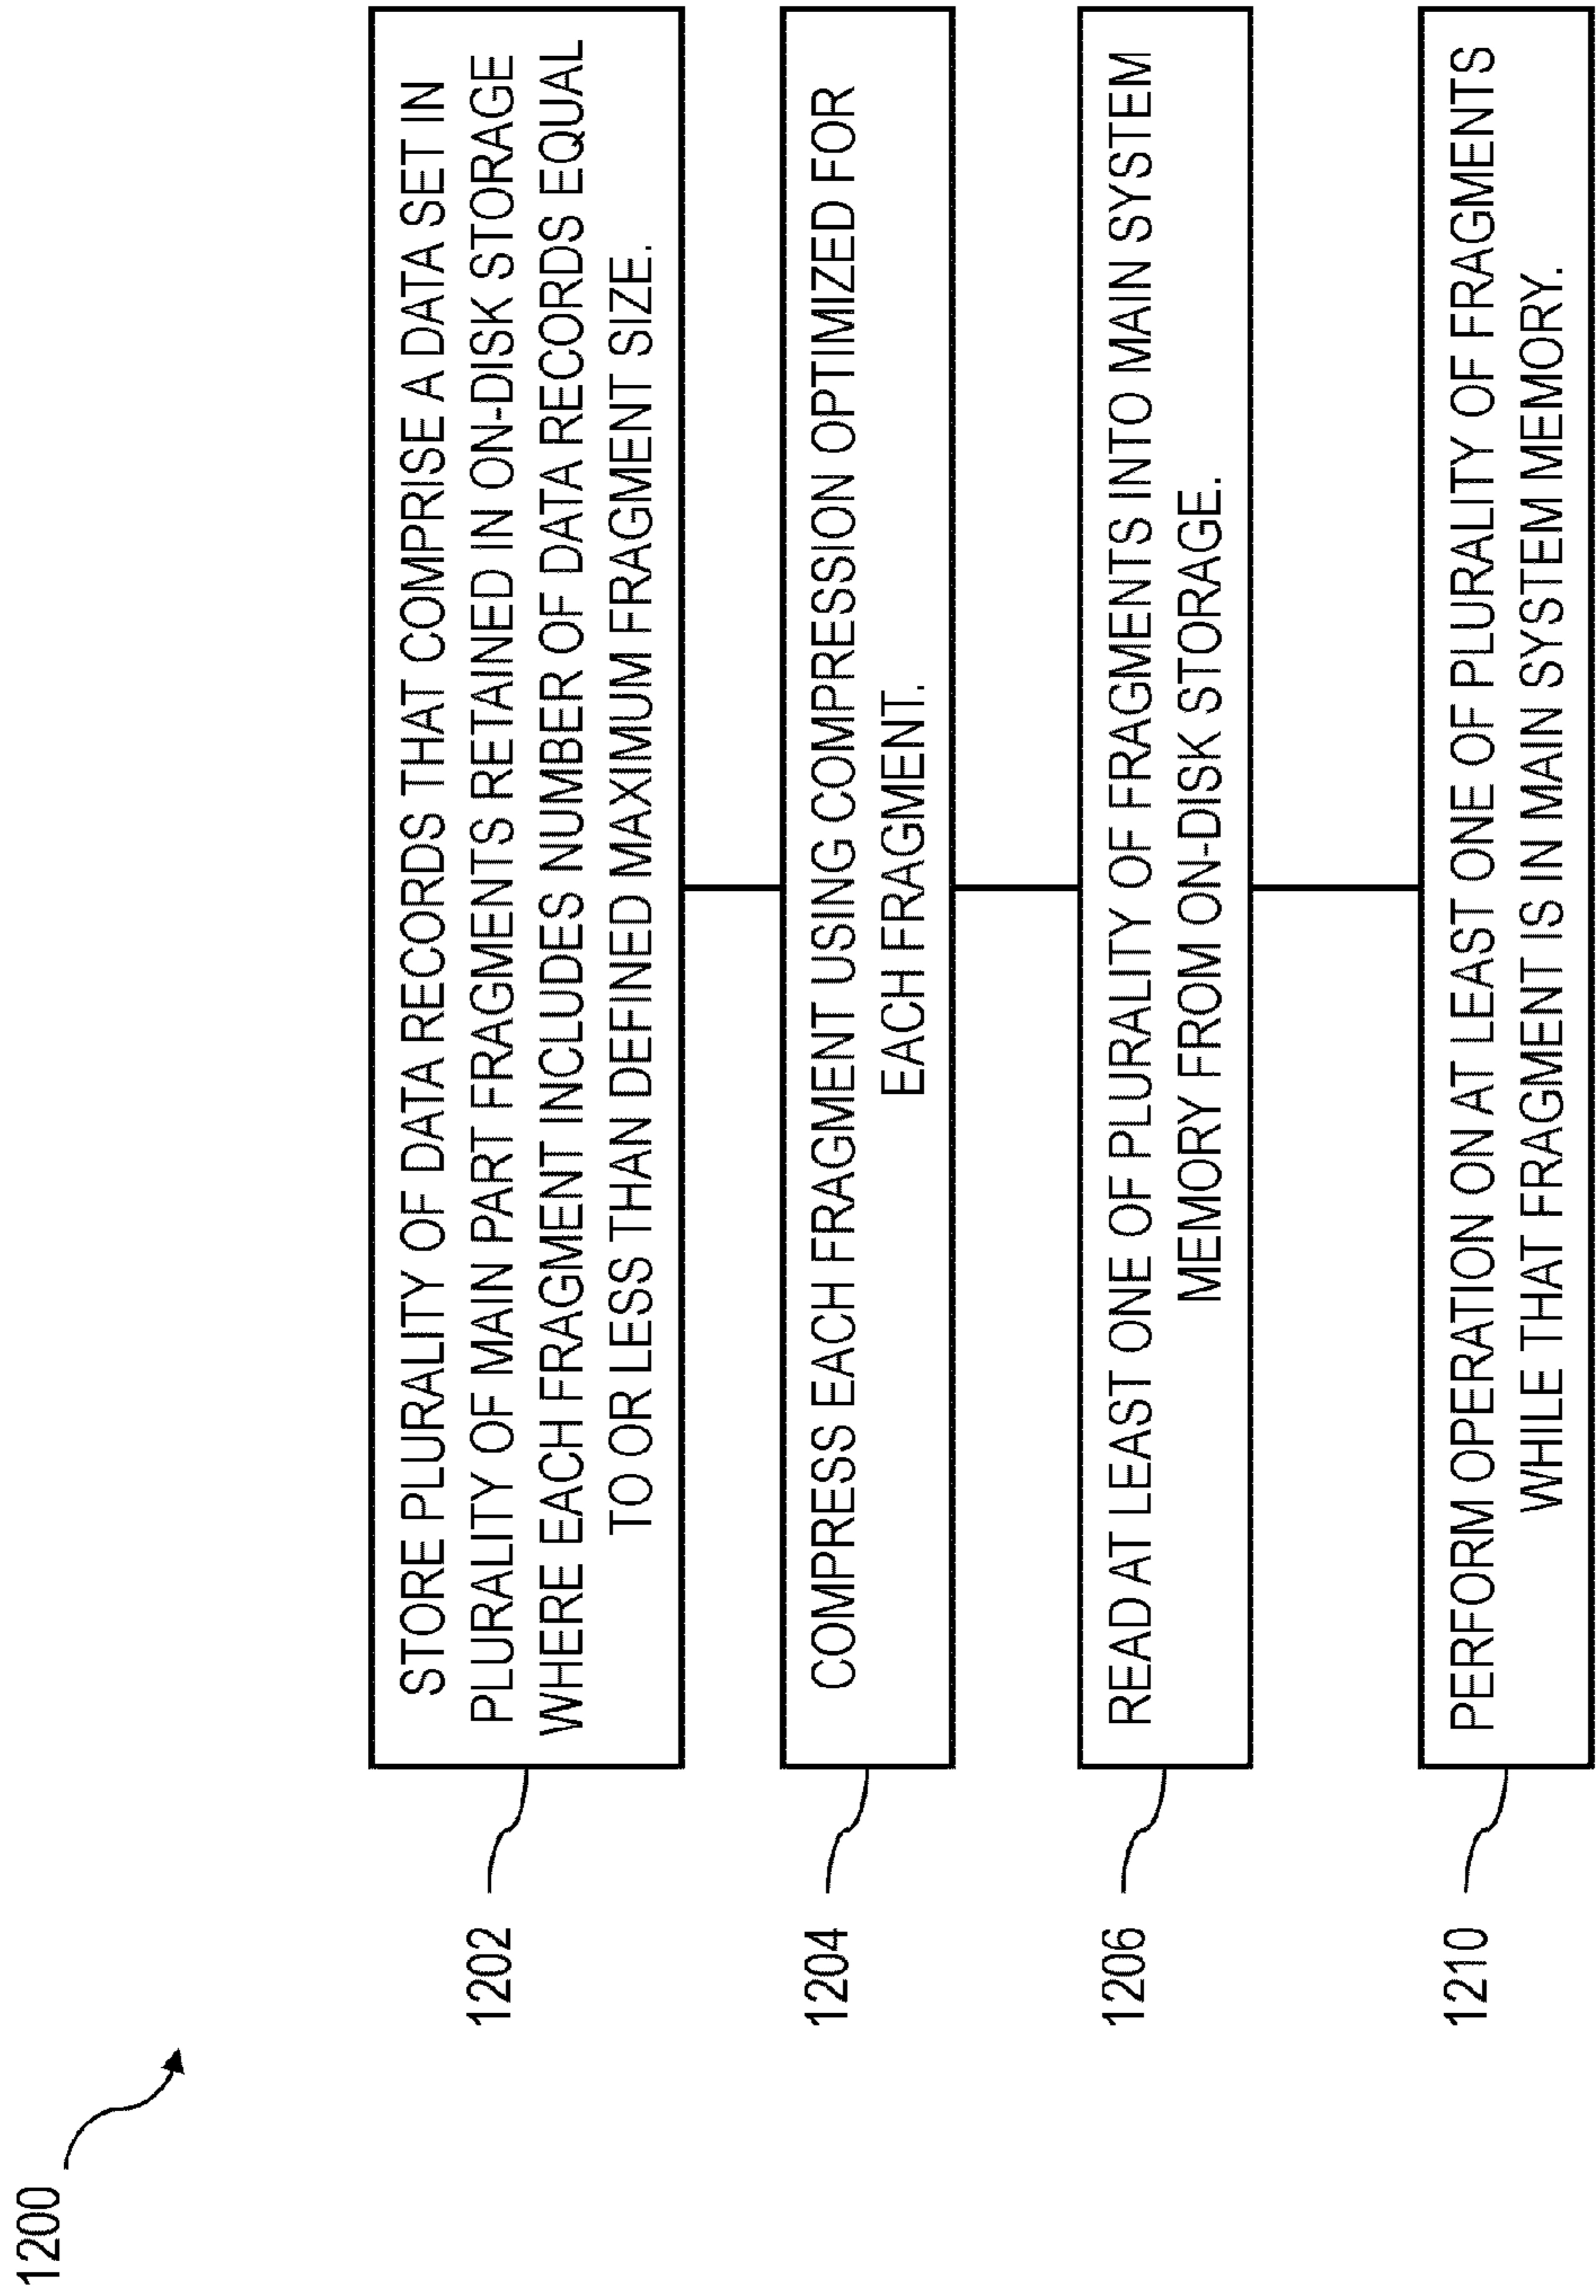 1200
1202
STORE PLURALITY OF DATA RECORDS THAT COMPRISE A DATA SET IN
PLURALITY OF MAIN PART FRAGMENTS RETAINED IN ON-DISK STORAGE
WHERE EACH FRAGMENT INCLUDES NUMBER OF DATA RECORDS EQUAL
TO OR LESS THAN DEFINED MAXIMUM FRAGMENT SIZE.
1204
COMPRESS EACH FRAGMENT USING COMPRESSION OPTIMIZED FOR
EACH FRAGMENT.
1206
READ AT LEAST ONE OF PLURALITY OF FRAGMENTS INTO MAIN SYSTEM
MEMORY FROM ON-DISK STORAGE.
1210
PERFORM OPERATION ON AT LEAST ONE OF PLURALITY OF FRAGMENTS
WHILE THAT FRAGMENT IS IN MAIN SYSTEM MEMORY.